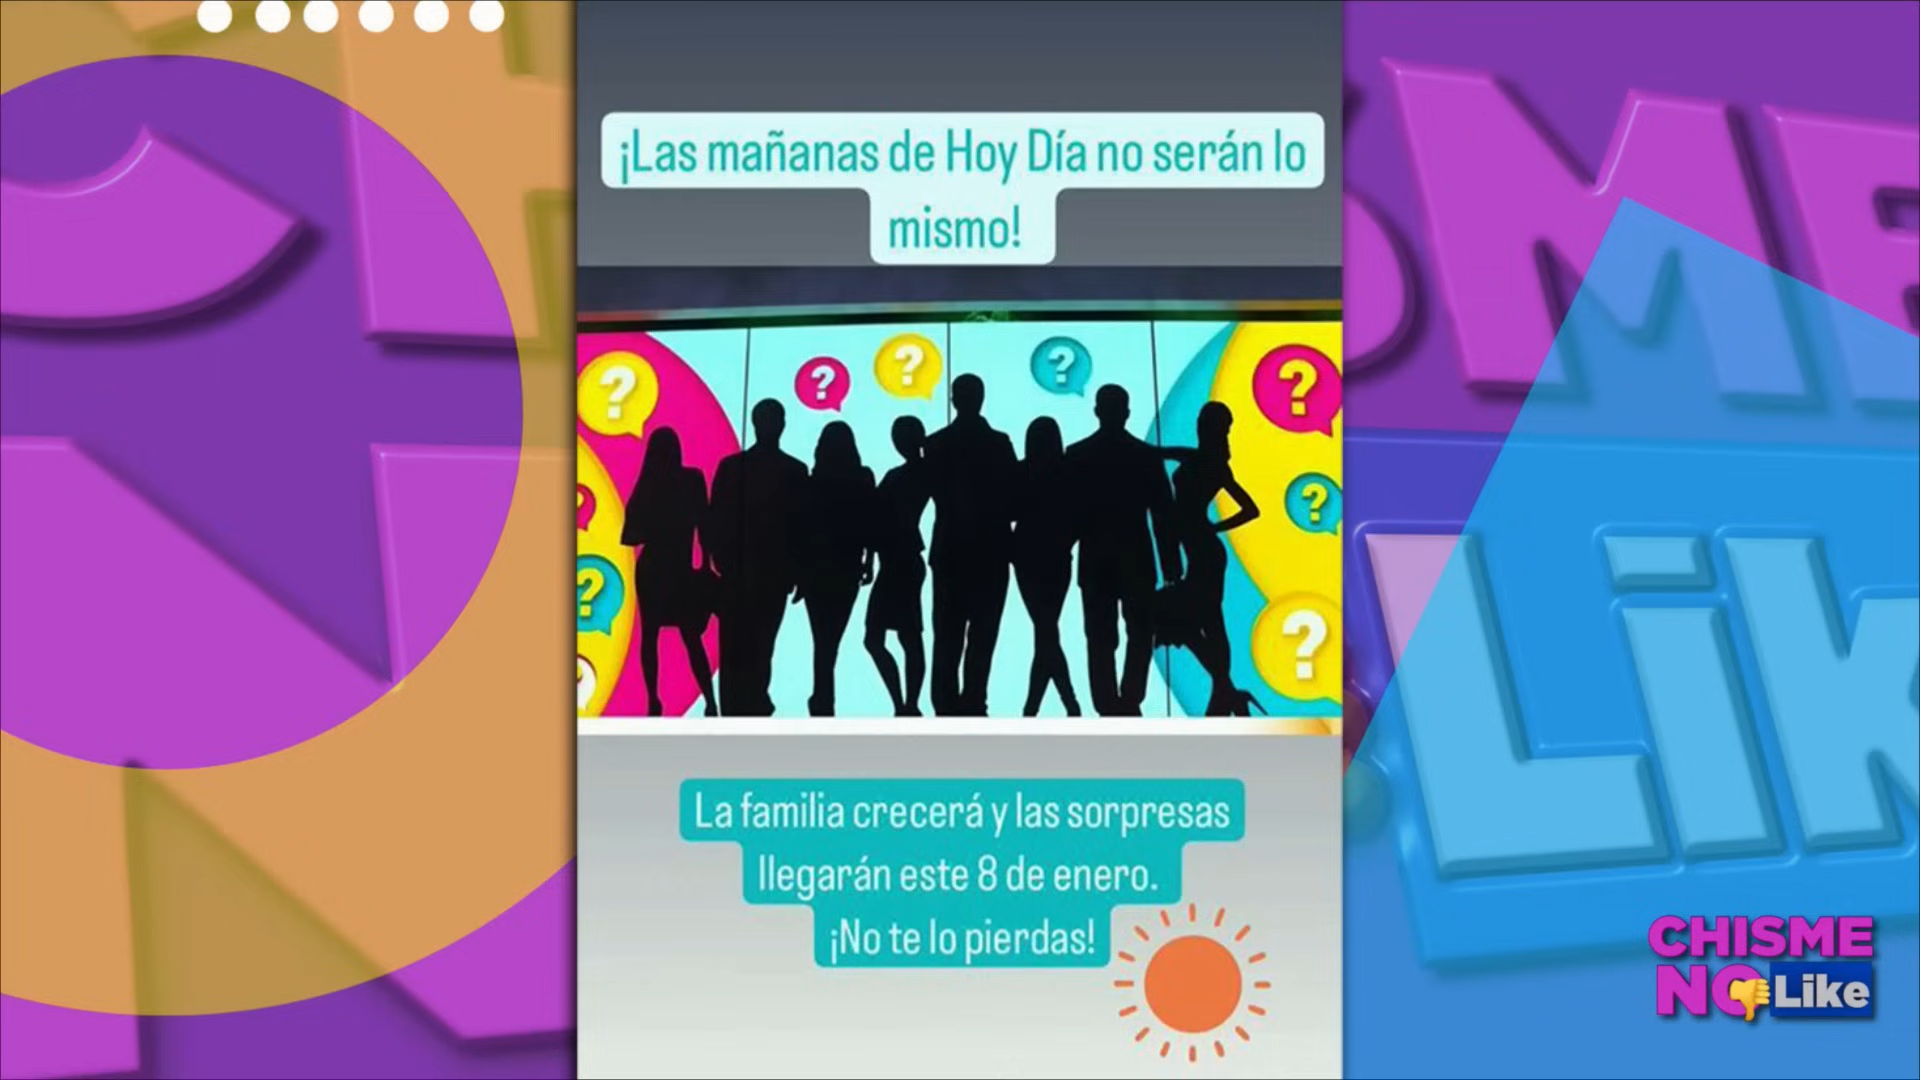 ¡Las mañanas de Hoy Día no serán lo
mismo!
? ? ? ? ?
? ?
? ?
La familia crecerá y las sorpresas
llegarán este 8 de enero.
¡No te lo pierdas!
CHISME
NO Like